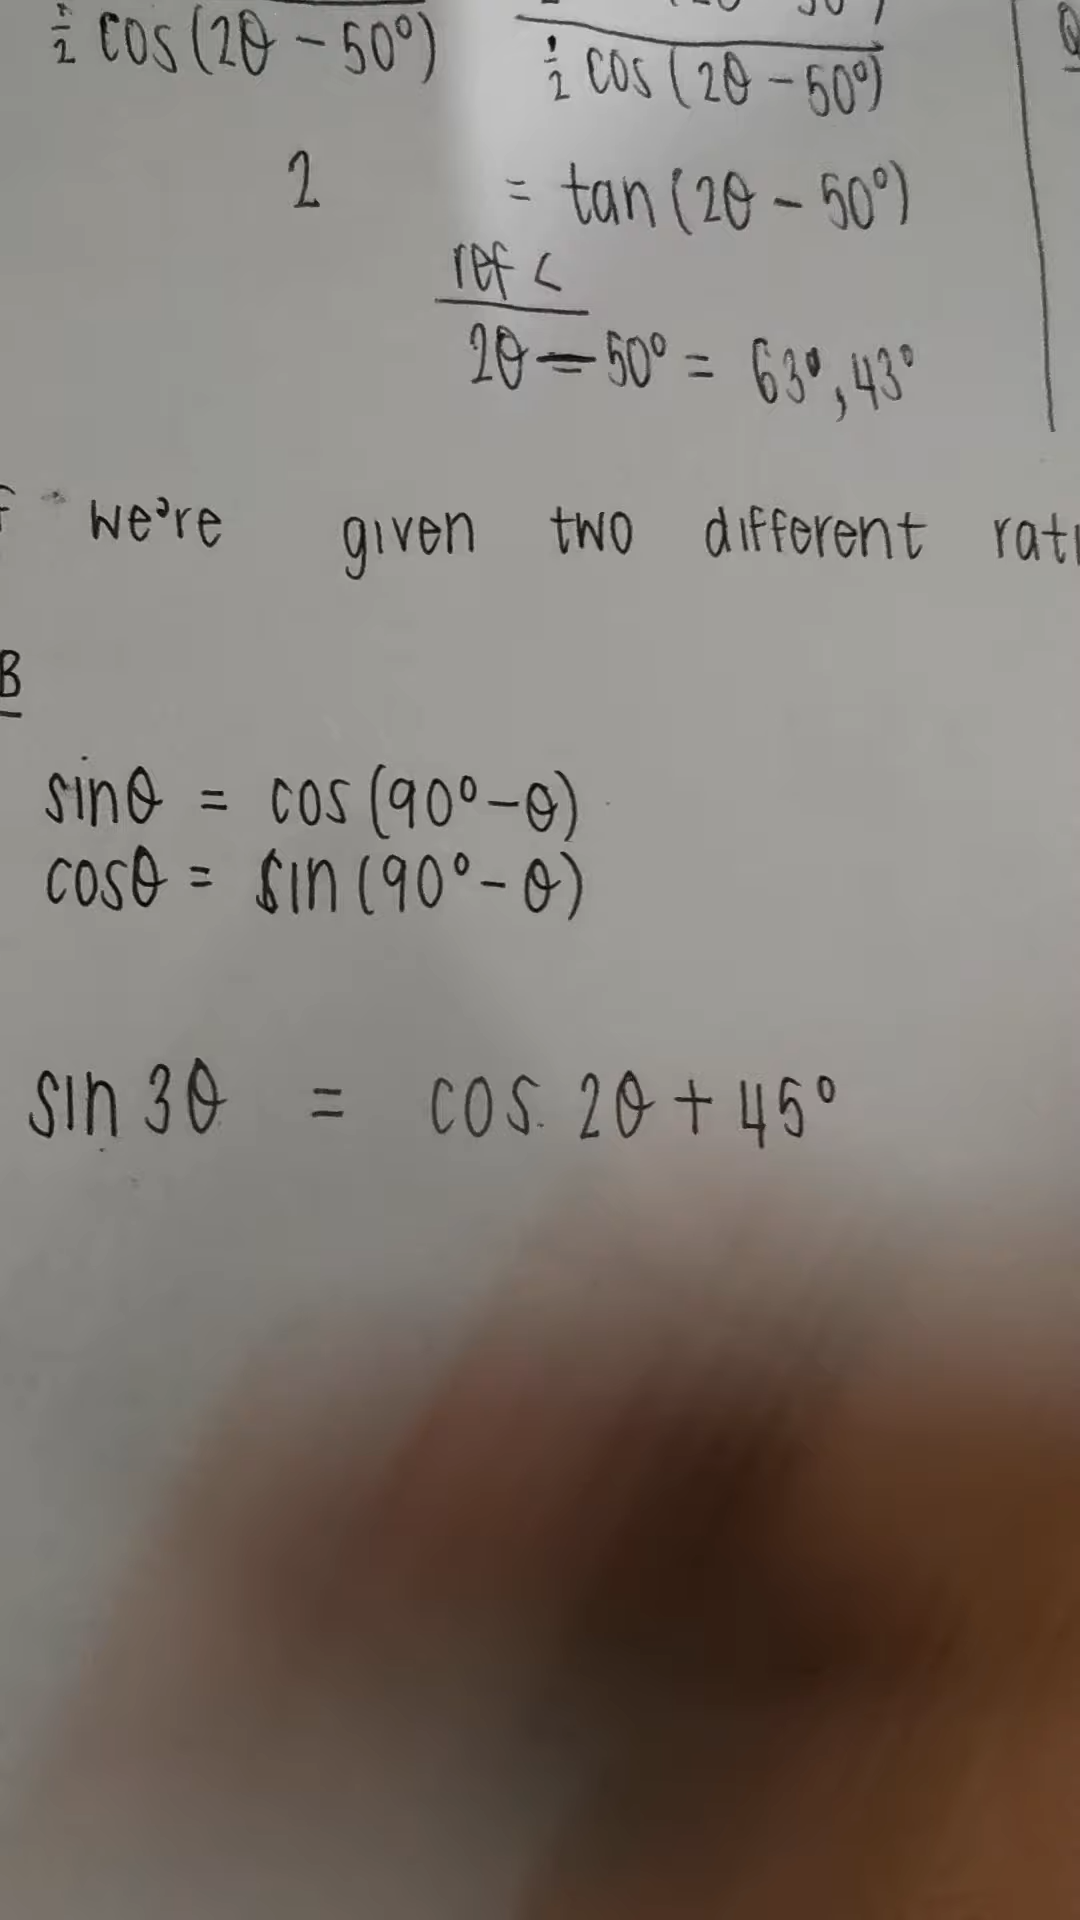 ½ cos(2θ - 50°) ½ cos(2θ - 50°)
2 = tan(2θ - 50°)
ref <
2θ - 50° = 63°,43°
we're given two different
B
sinθ = cos(90° - θ)
cosθ = sin(90° - θ)
sin 3θ = cos. 2θ + 45°